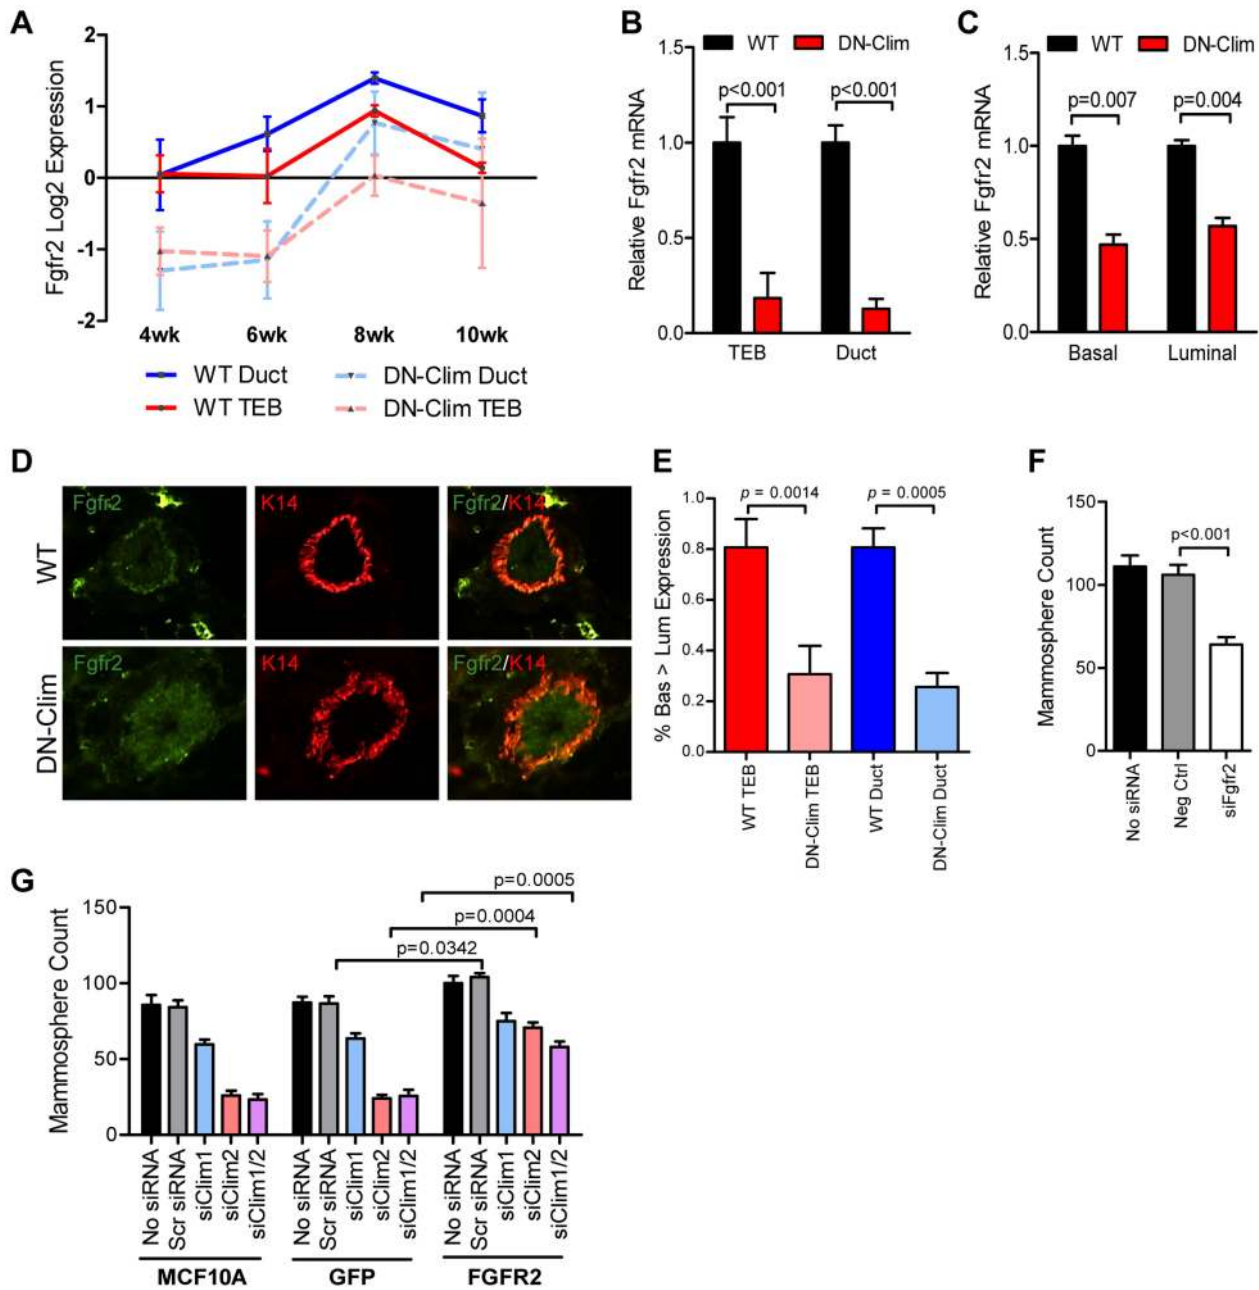 A
Fgfr2 Log2 Expression
2
1
0
-1
-2
4wk 6wk 8wk 10wk
WT Duct DN-Clim Duct
WT TEB DN-Clim TEB
B
WT DN-Clim
Relative Fgfr2 mRNA
1.5
1.0
0.5
0.0
p<0.001 p<0.001
TEB Duct
C
WT DN-Clim
Relative Fgfr2 mRNA
1.5
1.0
0.5
0.0
p=0.007 p=0.004
Basal Luminal
D
WT
Fgfr2 K14 Fgfr2/K14
DN-Clim
Fgfr2 K14 Fgfr2/K14
E
% Bas > Lum Expression
1.0
0.8
0.6
0.4
0.2
0.0
p = 0.0014 p = 0.0005
WT TEB
DN-Clim TEB
WT Duct
DN-Clim Duct
F
Mammosphere Count
150
100
50
0
p<0.001
No siRNA
Neg Ctrl
siFgfr2
G
Mammosphere Count
150
100
50
0
p=0.0005
p=0.0004
p=0.0342
No siRNA
Scr siRNA
siClim1
siClim2
siClim1/2
No siRNA
Scr siRNA
siClim1
siClim2
siClim1/2
No siRNA
Scr siRNA
siClim1
siClim2
siClim1/2
MCF10A GFP FGFR2